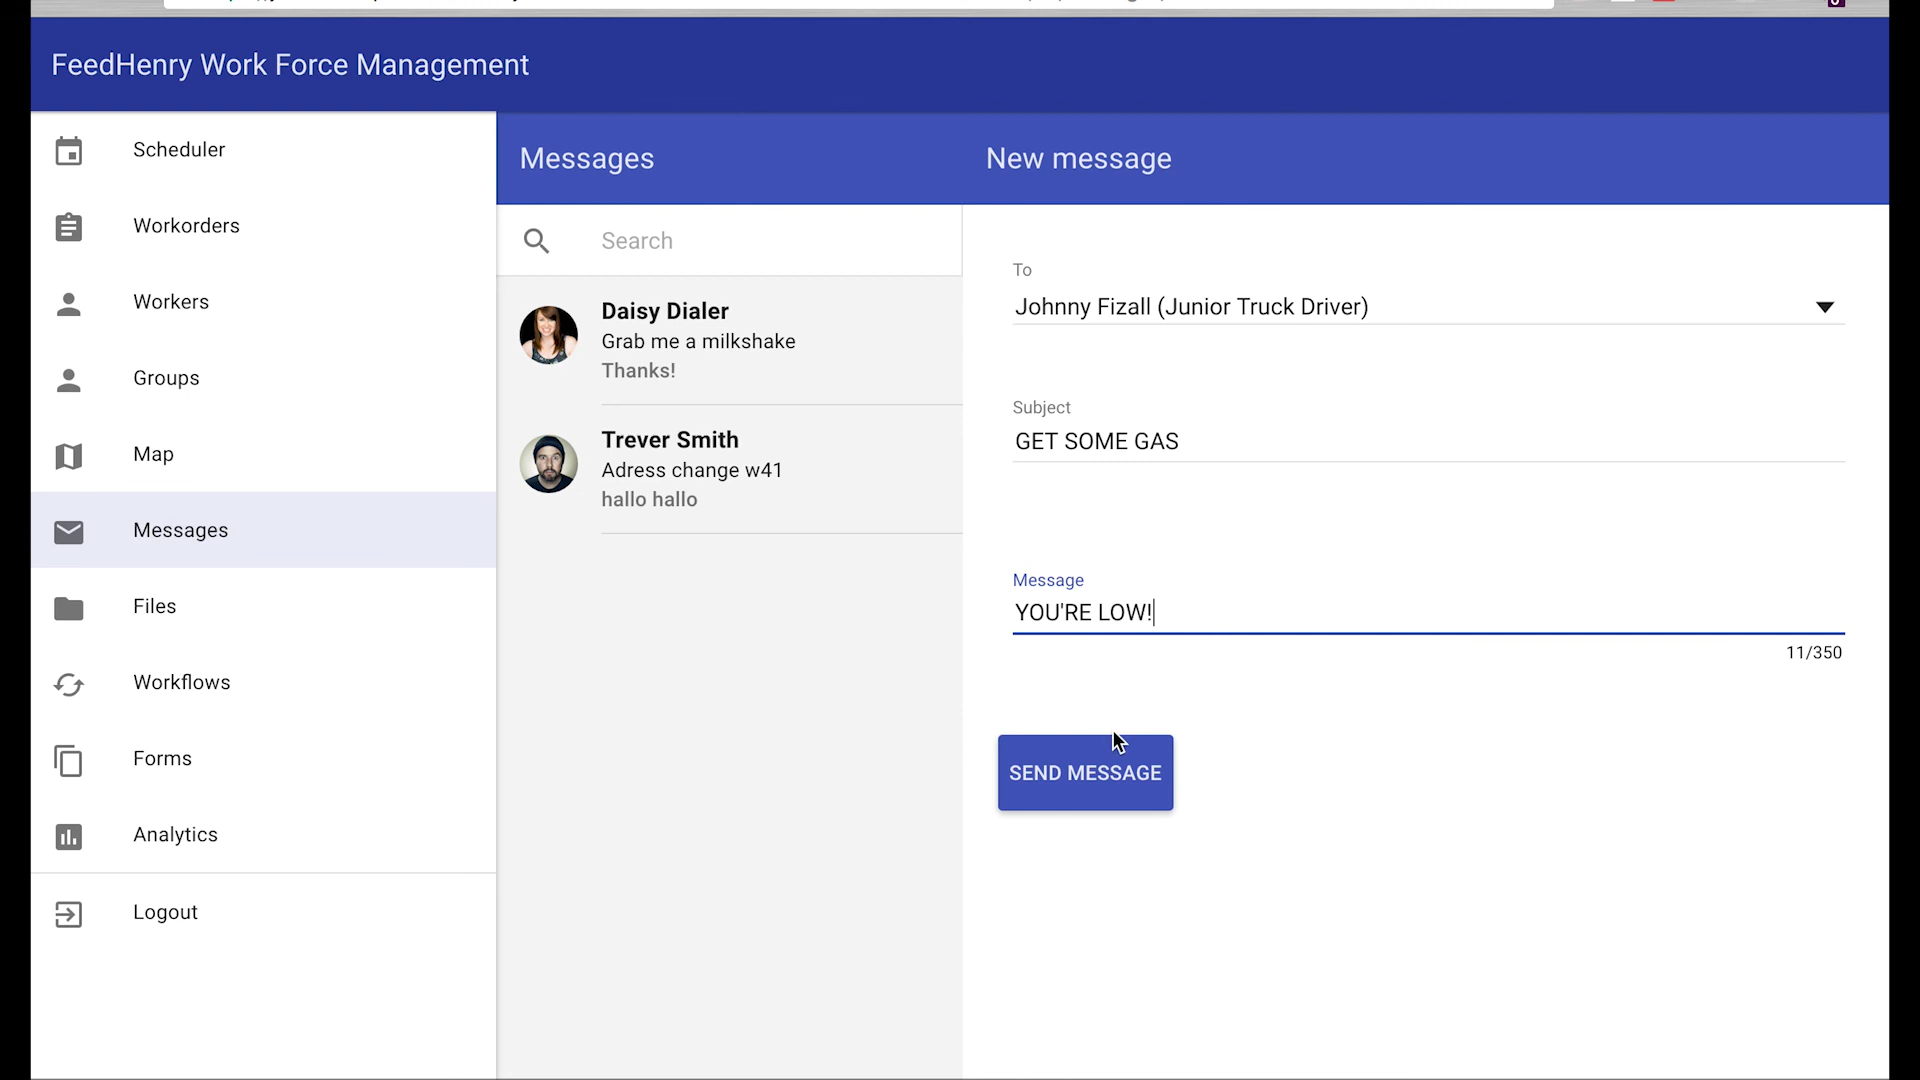 FeedHenry Work Force Management
Scheduler
Workorders
Workers
Groups
Map
Messages
Files
Workflows
Forms
Analytics
Logout
Messages
Search
Daisy Dialer
Grab me a milkshake
Thanks!
Trever Smith
Adress change w41
hallo hallo
New message
To
Johnny Fizall (Junior Truck Driver)
Subject
GET SOME GAS
Message
YOU'RE LOW!
11/350
SEND MESSAGE